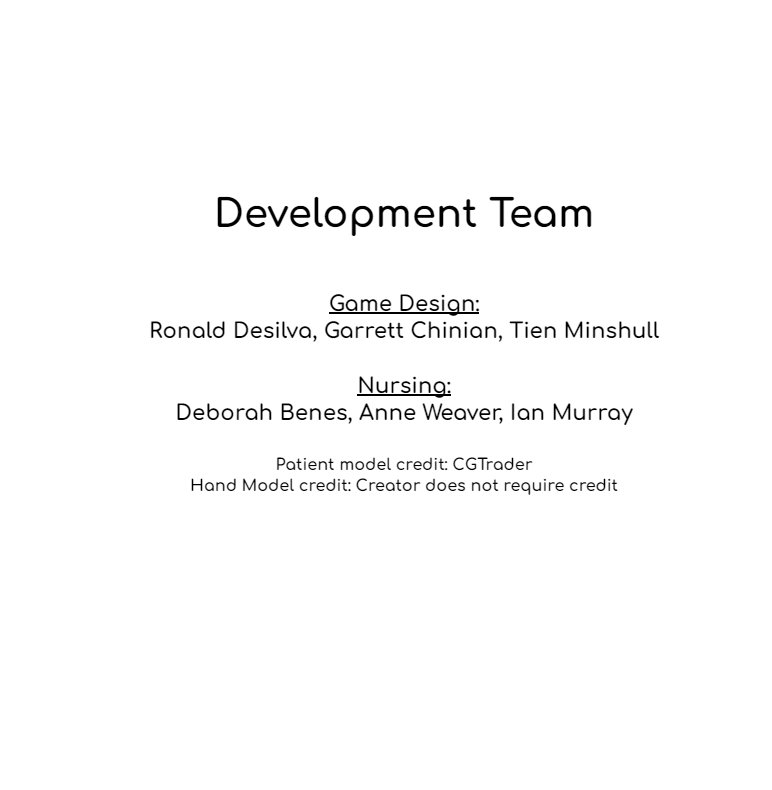 Development Team
Game Design:
Ronald Desilva, Garrett Chinian, Tien Minshull
Nursing:
Deborah Benes, Anne Weaver, Ian Murray
Patient model credit: CGTrader
Hand Model credit: Creator does not require credit